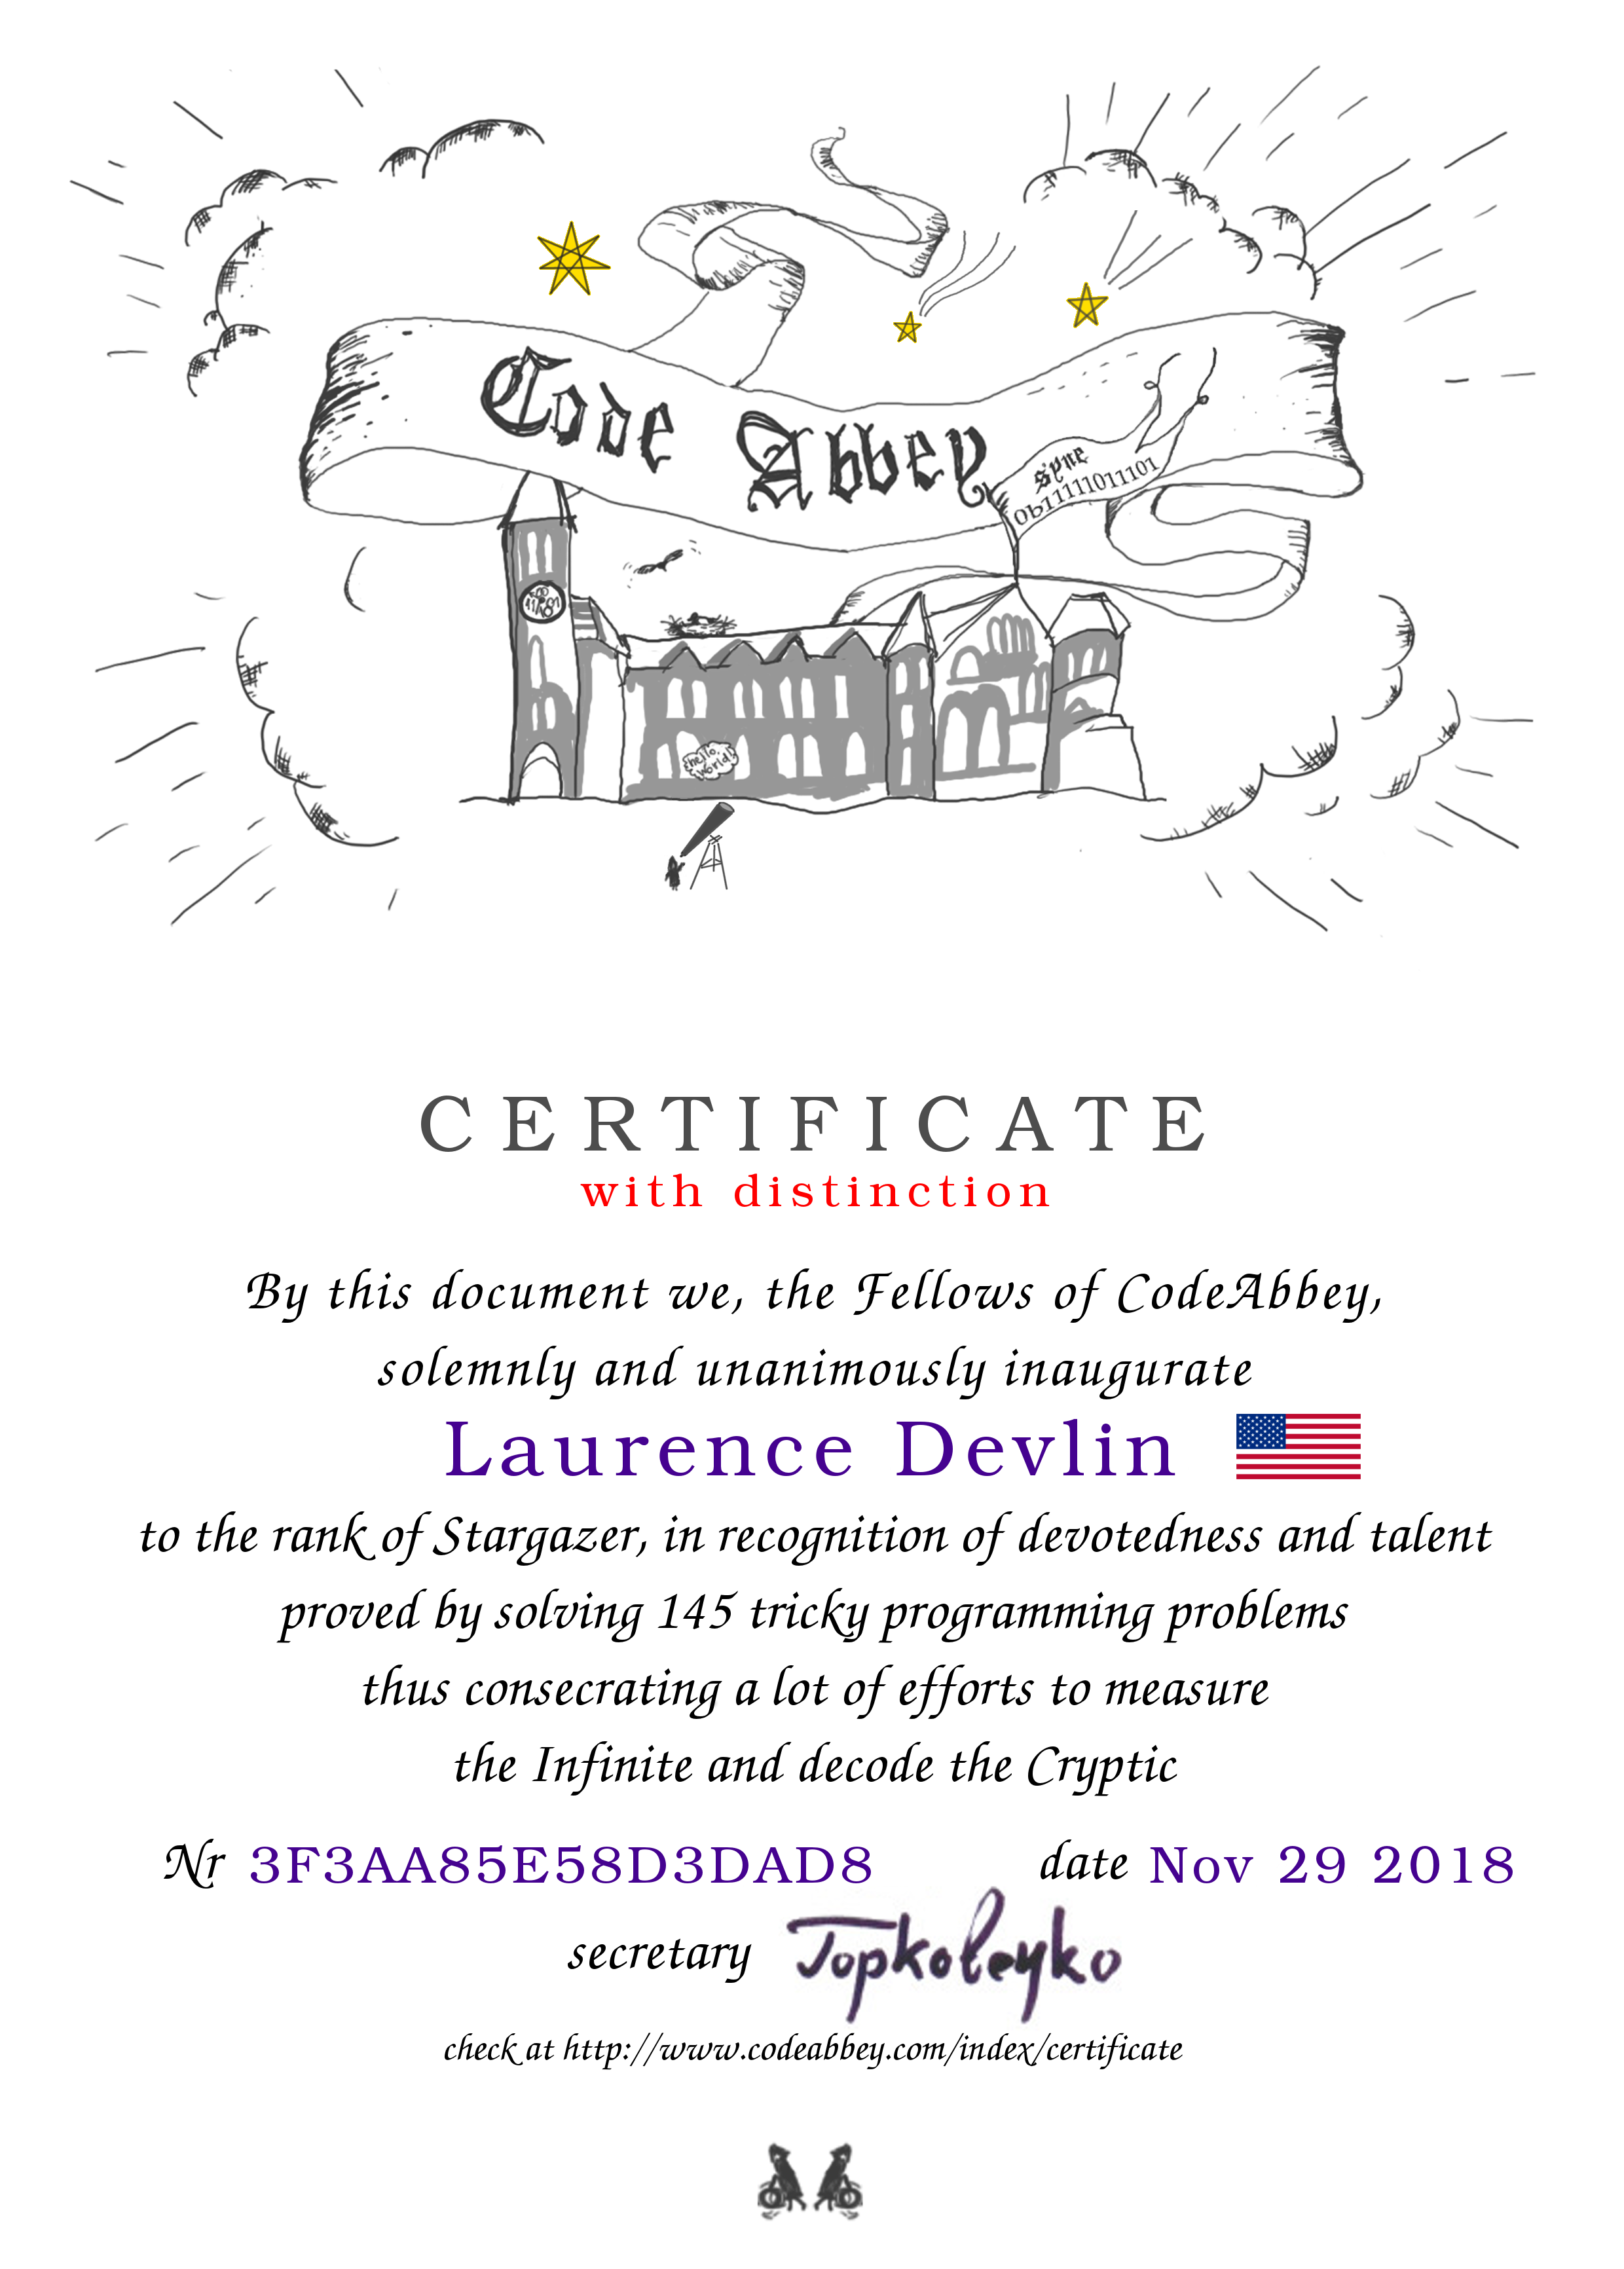 Code Abbey
syne
0b11111011101
hello,
world!
CERTIFICATE
with distinction
By this document we, the Fellows of CodeAbbey,
solemnly and unanimously inaugurate
Laurence Devlin
to the rank of Stargazer, in recognition of devotedness and talent
proved by solving 145 tricky programming problems
thus consecrating a lot of efforts to measure
the Infinite and decode the Cryptic
Nr 3F3AA85E58D3DAD8 date Nov 29 2018
secretary
check at http://www.codeabbey.com/index/certificate